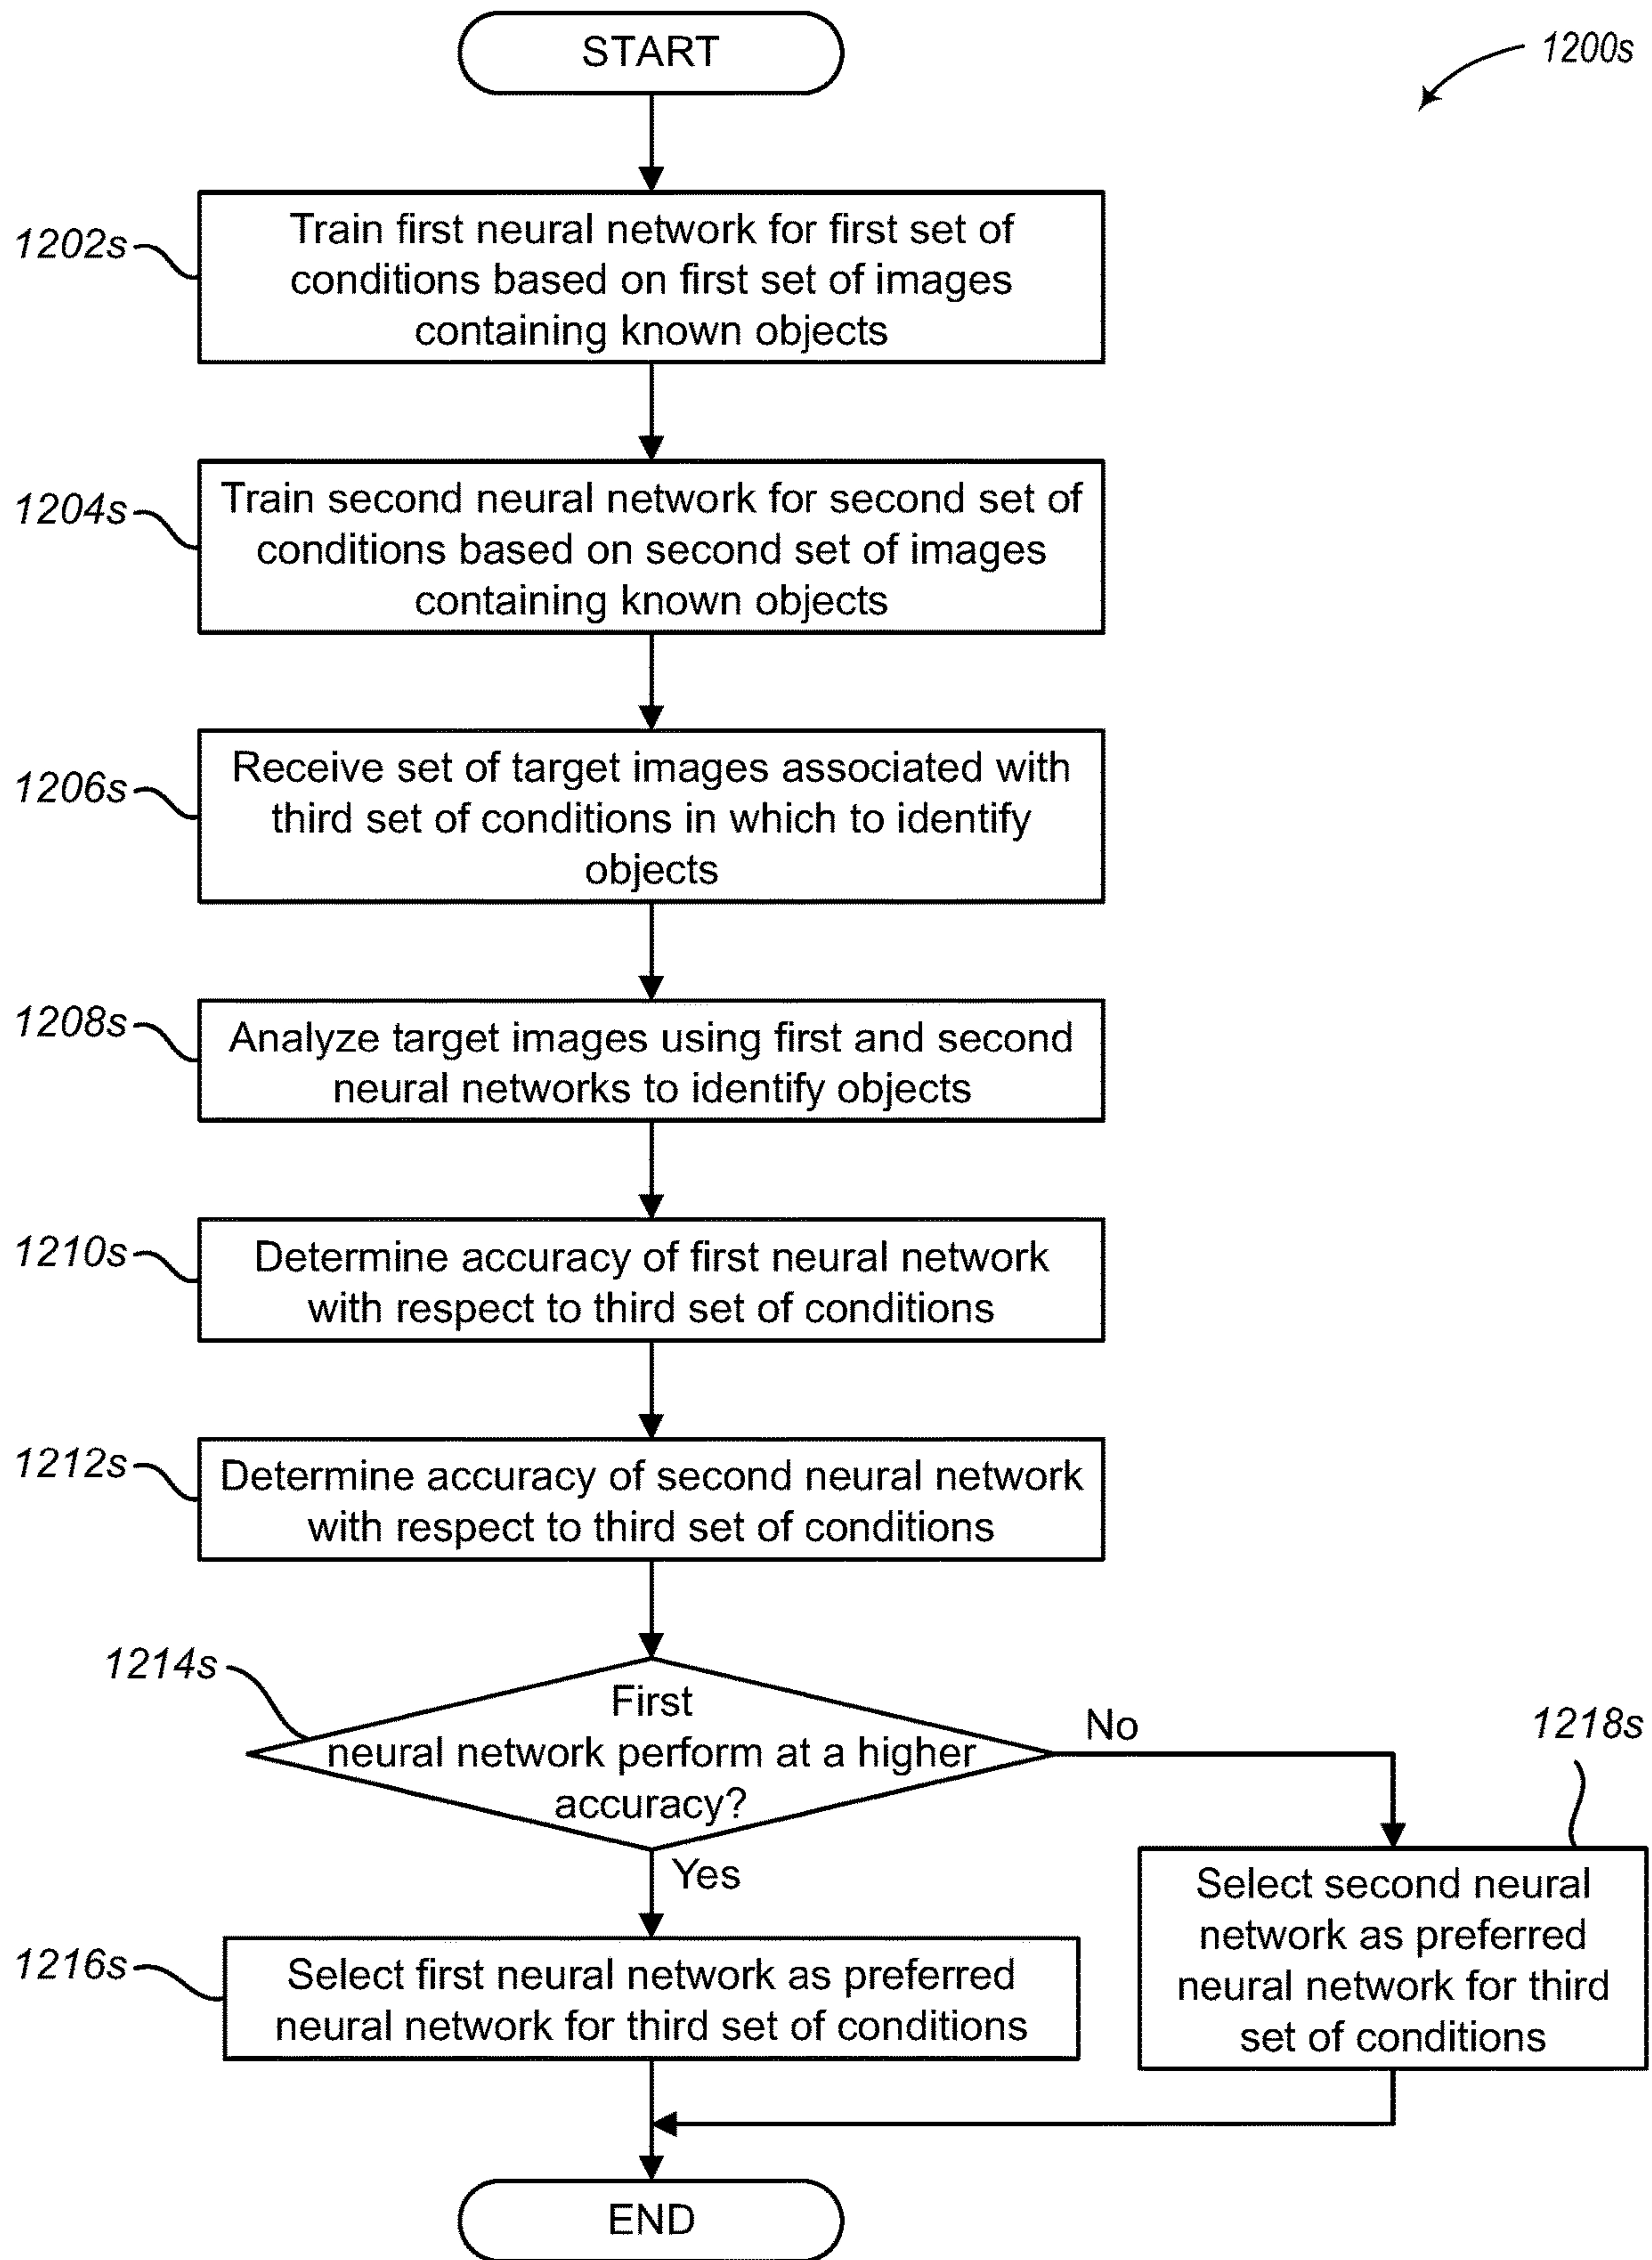 START
1200s
1202s
Train first neural network for first set of
conditions based on first set of images
containing known objects
1204s
Train second neural network for second set of
conditions based on second set of images
containing known objects
1206s
Receive set of target images associated with
third set of conditions in which to identify
objects
1208s
Analyze target images using first and second
neural networks to identify objects
1210s
Determine accuracy of first neural network
with respect to third set of conditions
1212s
Determine accuracy of second neural network
with respect to third set of conditions
1214s
First
neural network perform at a higher
accuracy?
No
1218s
Yes
Select second neural
network as preferred
neural network for third
set of conditions
1216s
Select first neural network as preferred
neural network for third set of conditions
END